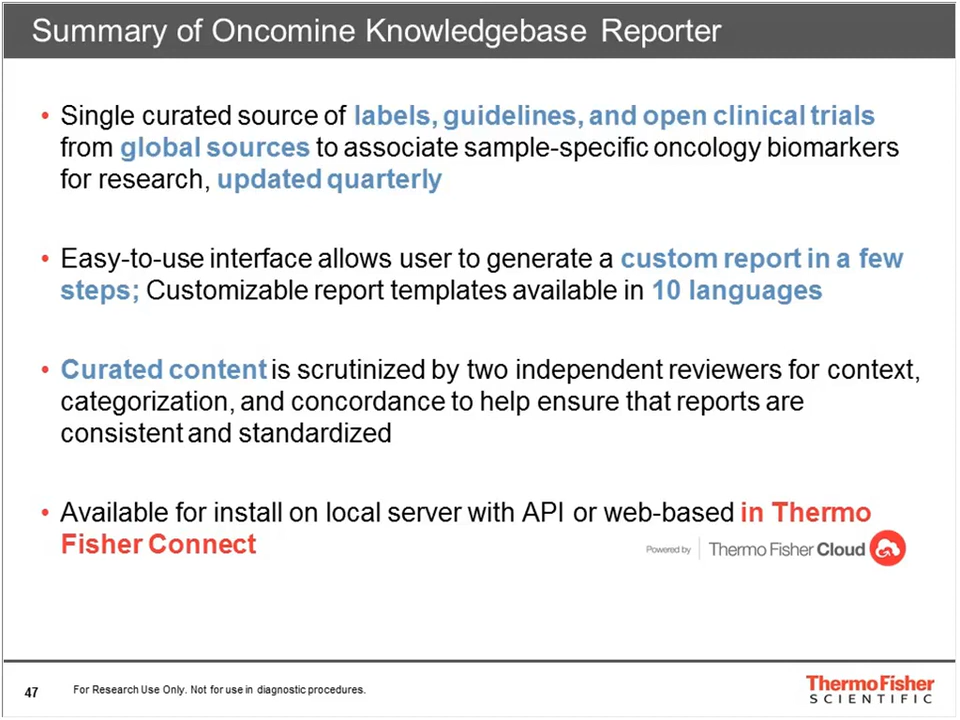 Summary of Oncomine Knowledgebase Reporter
• Single curated source of labels, guidelines, and open clinical trials
from global sources to associate sample-specific oncology biomarkers
for research, updated quarterly
• Easy-to-use interface allows user to generate a custom report in a few
steps; Customizable report templates available in 10 languages
• Curated content is scrutinized by two independent reviewers for context,
categorization, and concordance to help ensure that reports are
consistent and standardized
• Available for install on local server with API or web-based in Thermo
Fisher Connect
Powered by Thermo Fisher Cloud
47
For Research Use Only. Not for use in diagnostic procedures.
ThermoFisher
SCIENTIFIC